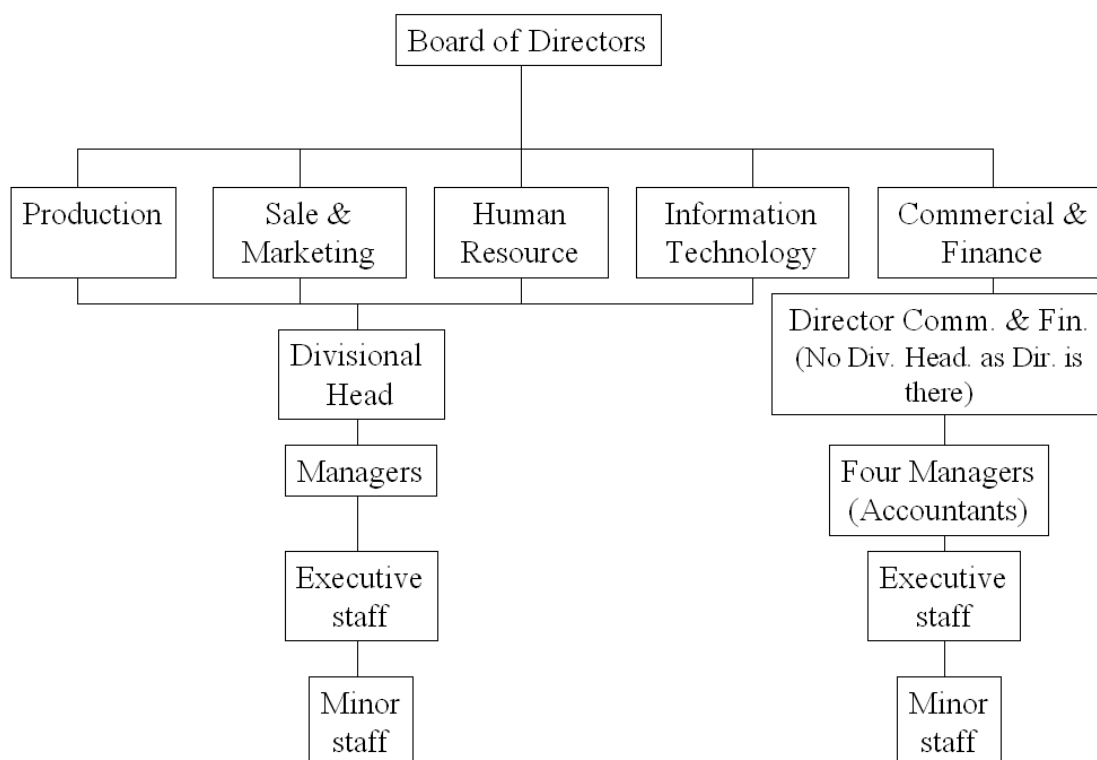 Board of Directors
Production
Sale &
Marketing
Human
Resource
Information
Technology
Commercial &
Finance
Divisional
Head
Managers
Executive
staff
Minor
staff
Director Comm. & Fin.
(No Div. Head. as Dir. is
there)
Four Managers
(Accountants)
Executive
staff
Minor
staff